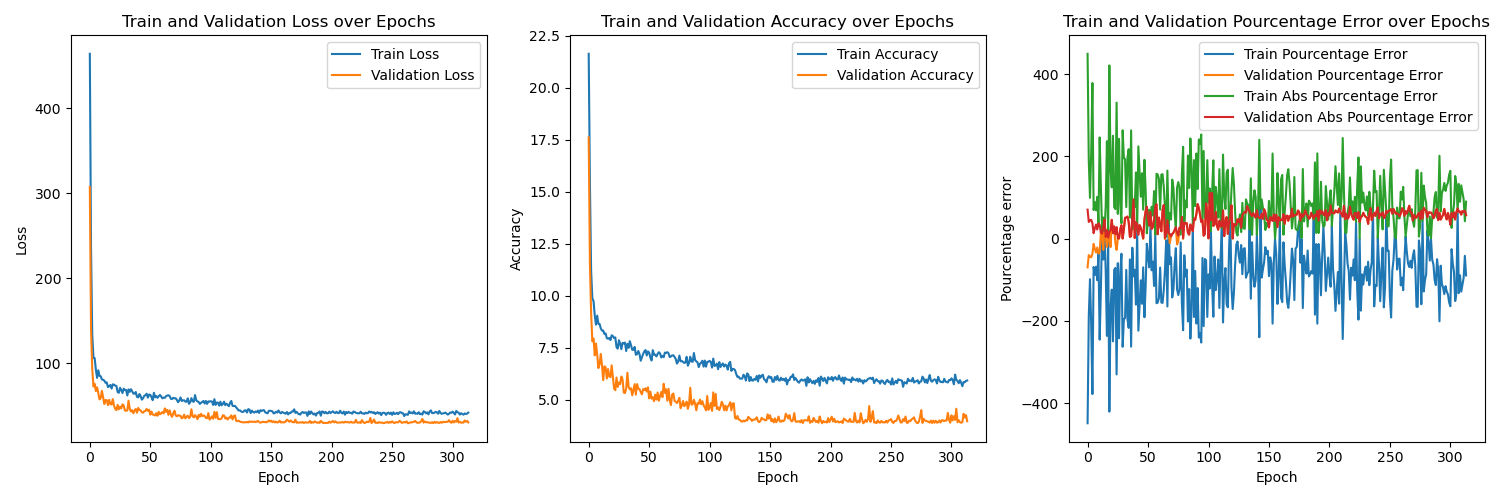 Train and Validation Loss over Epochs
Train Loss
Validation Loss
400
300
200
100
Loss
0 50 100 150 200 250 300
Epoch
Train and Validation Accuracy over Epochs
Train Accuracy
Validation Accuracy
22.5
20.0
17.5
15.0
12.5
10.0
7.5
5.0
Accuracy
0 50 100 150 200 250 300
Epoch
Train and Validation Pourcentage Error over Epochs
Train Pourcentage Error
Validation Pourcentage Error
Train Abs Pourcentage Error
Validation Abs Pourcentage Error
400
200
0
−200
−400
Pourcentage error
0 50 100 150 200 250 300
Epoch